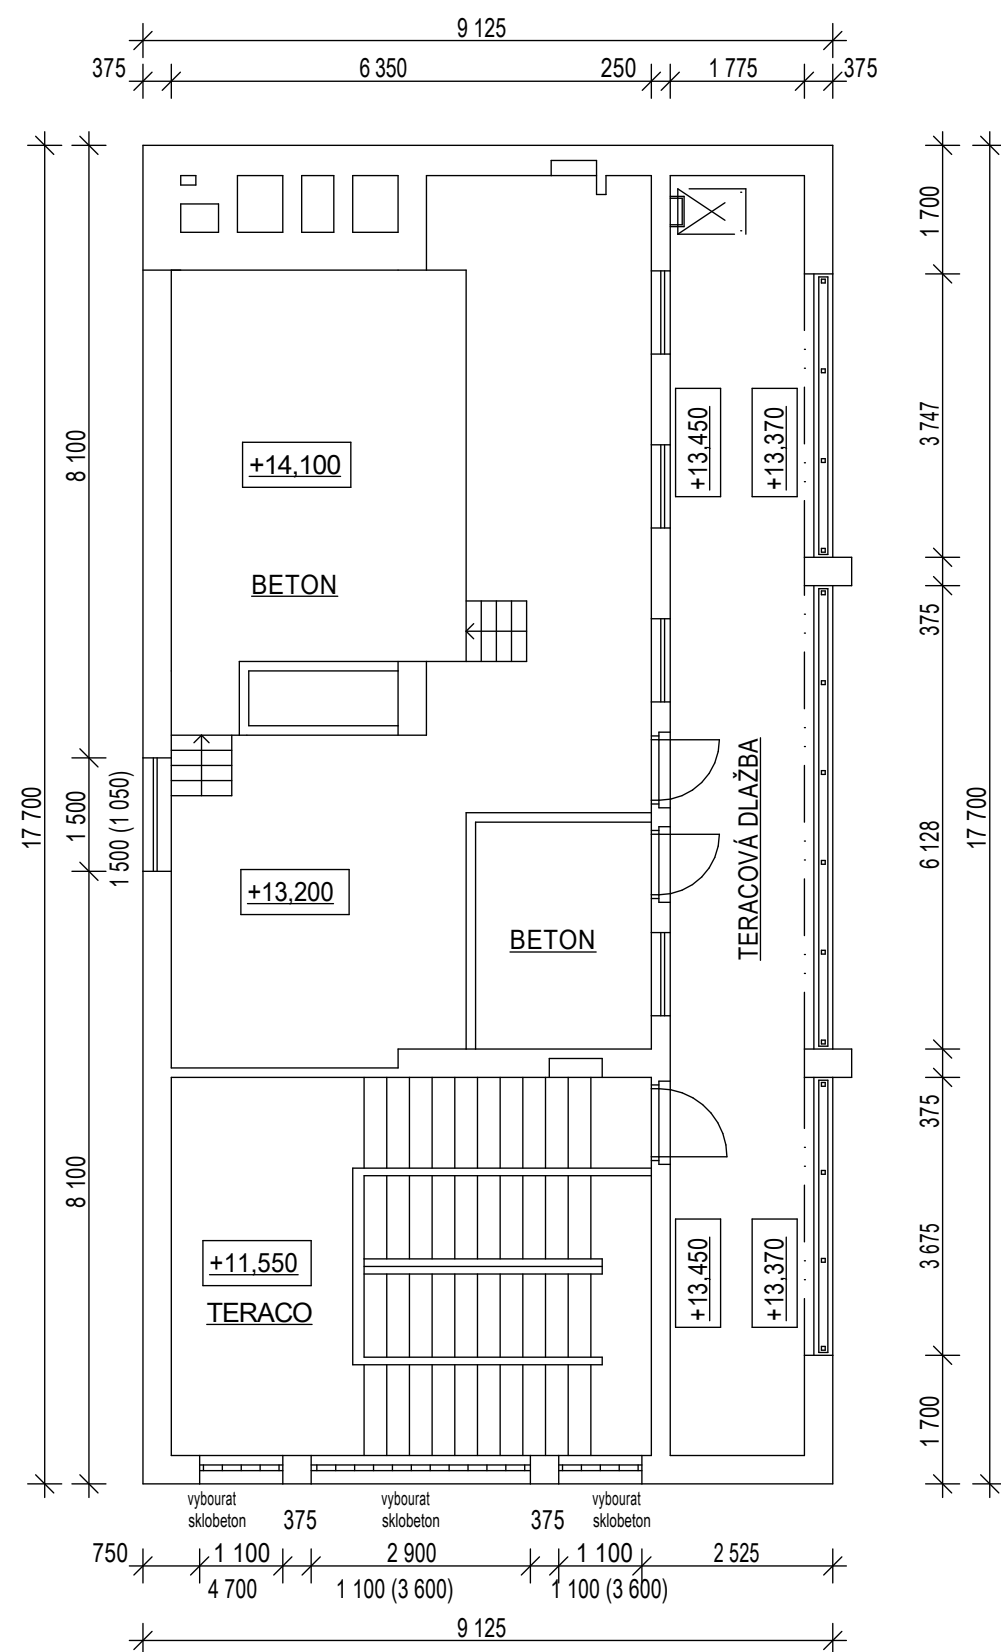 9 125
375
6 350
250
1 775
375
17 700
8 100
1 500
1 500 (1 050)
8 100
+14,100
BETON
+13,200
BETON
+11,550
TERACO
+13,450
+13,370
TERACOVÁ DLAŽBA
+13,450
+13,370
1 700
3 747
375
6 128
375
3 675
1 700
17 700
vybourat
sklobeton
375
vybourat
sklobeton
375
vybourat
sklobeton
750
1 100
2 900
1 100
2 525
4 700
1 100 (3 600)
1 100 (3 600)
9 125